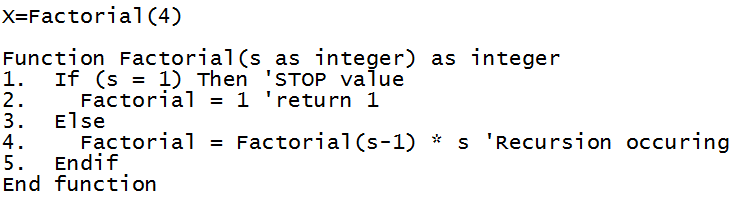 X=Factorial(4)
Function Factorial(s as integer) as integer
1.  If (s = 1) Then 'STOP value
2.    Factorial = 1 'return 1
3.  Else
4.    Factorial = Factorial(s-1) * s 'Recursion occuring
5.  Endif
End function